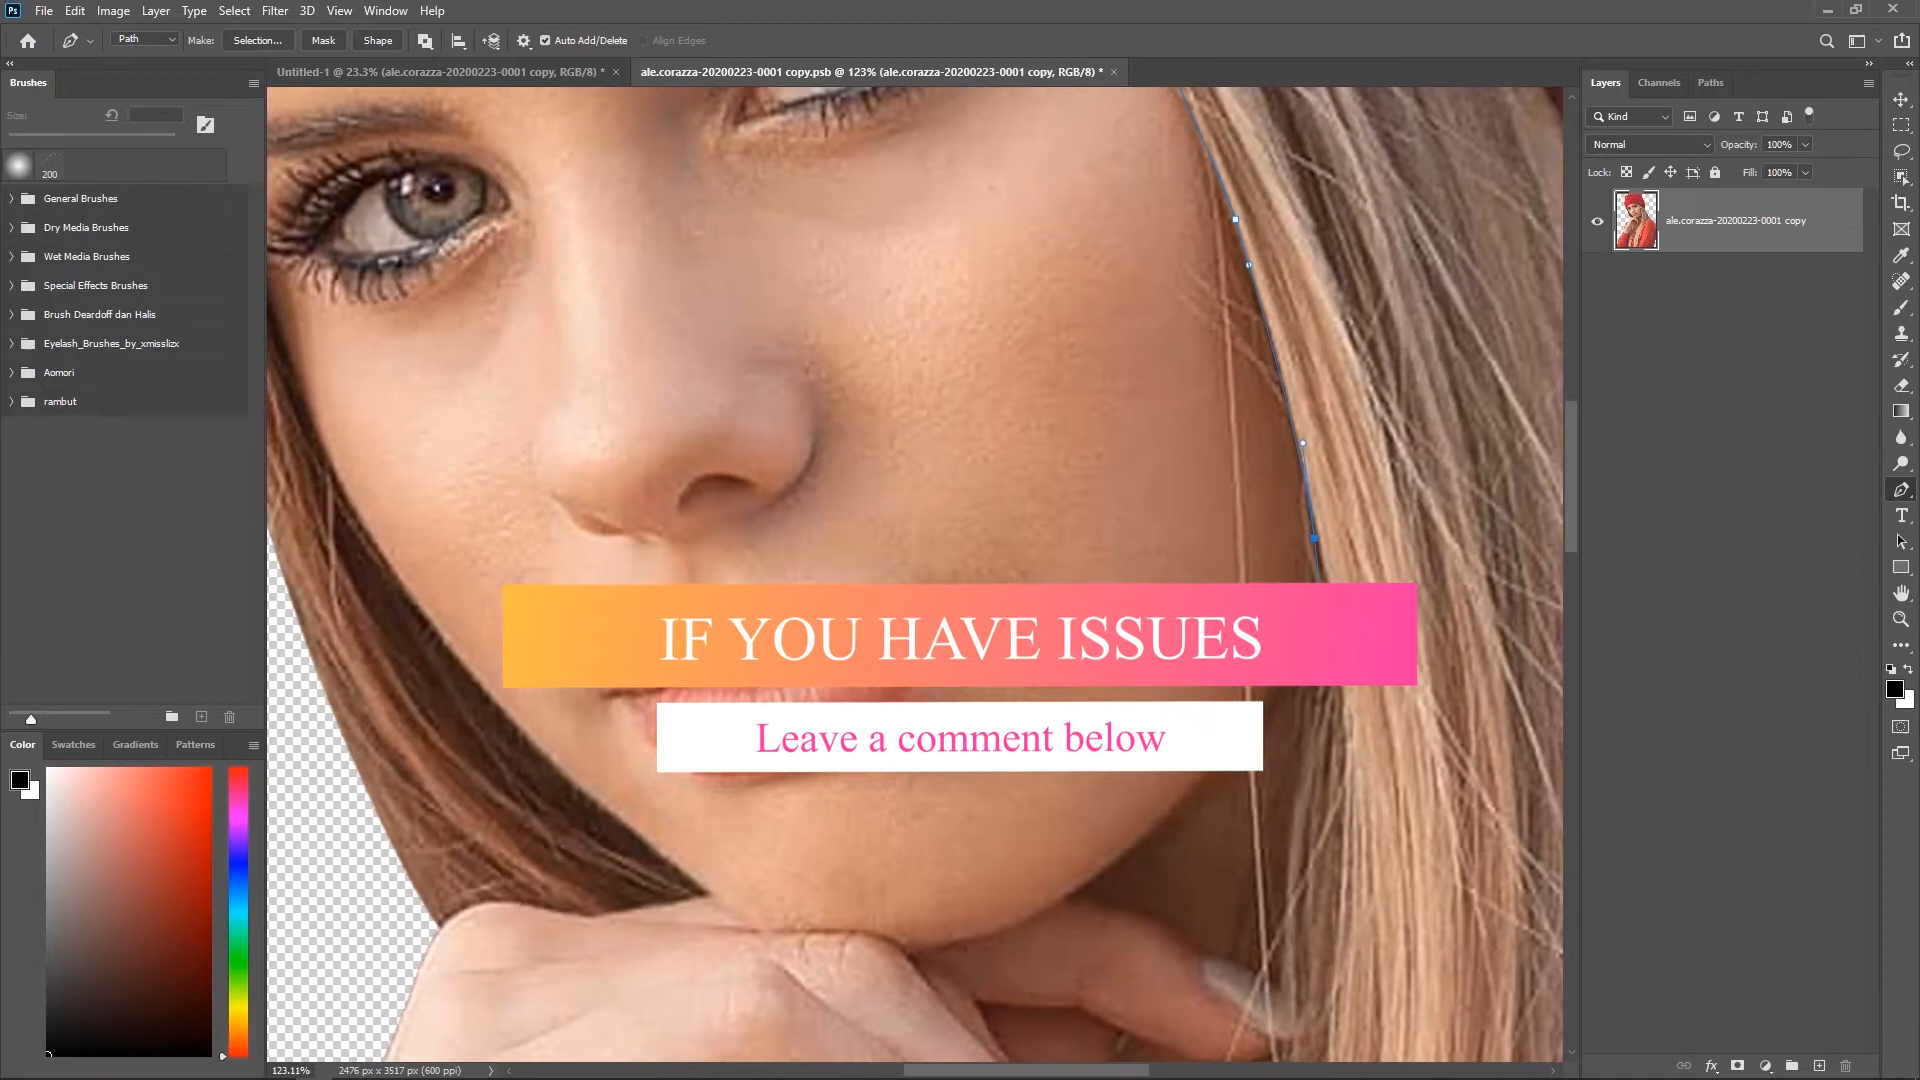 Ps File Edit Image Layer Type Select Filter 3D View Window Help
Path Make: Selection... Mask Shape Auto Add/Delete Align Edges
Untitled-1 @ 23.3% (ale.corazza-20200223-0001 copy, RGB/8) * × ale.corazza-20200223-0001 copy.psb @ 123% (ale.corazza-20200223-0001 copy, RGB/8) * ×
Brushes
Size:
200
General Brushes
Dry Media Brushes
Wet Media Brushes
Special Effects Brushes
Brush Deardoff dan Halis
Eyelash_Brushes_by_xmisslizx
Aomori
rambut
Color Swatches Gradients Patterns
IF YOU HAVE ISSUES
Leave a comment below
123.11% 2476 px x 3517 px (600 ppi)
Layers Channels Paths
Kind
Normal Opacity: 100%
Lock: Fill: 100%
ale.corazza-20200223-0001 copy